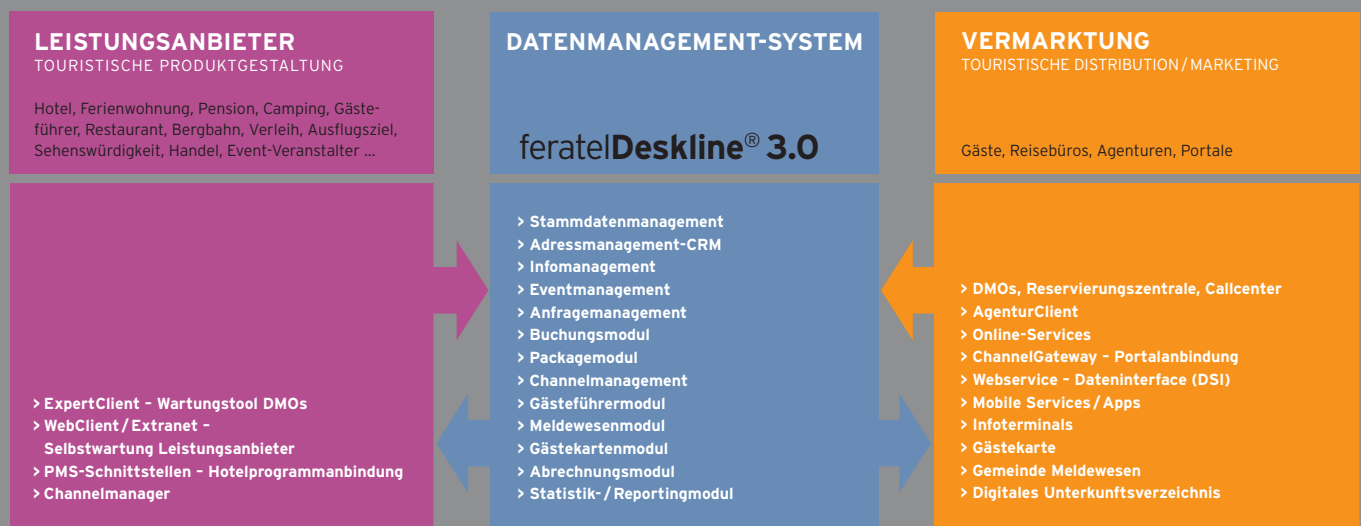 LEISTUNGSANBIETER
TOURISTISCHE PRODUKTGESTALTUNG
Hotel, Ferienwohnung, Pension, Camping, Gäste-
führer, Restaurant, Bergbahn, Verleih, Ausflugsziel,
Sehenswürdigkeit, Handel, Event-Veranstalter ...
> ExpertClient – Wartungstool DMOs
> WebClient / Extranet –
Selbstwartung Leistungsanbieter
> PMS-Schnittstellen – Hotelprogrammanbindung
> Channelmanager
DATENMANAGEMENT-SYSTEM
feratelDeskline® 3.0
> Stammdatenmanagement
> Adressmanagement-CRM
> Infomanagement
> Eventmanagement
> Anfragemanagement
> Buchungsmodul
> Packagemodul
> Channelmanagement
> Gästeführermodul
> Meldewesenmodul
> Gästekartenmodul
> Abrechnungsmodul
> Statistik- / Reportingmodul
VERMARKTUNG
TOURISTISCHE DISTRIBUTION / MARKETING
Gäste, Reisebüros, Agenturen, Portale
> DMOs, Reservierungszentrale, Callcenter
> AgenturClient
> Online-Services
> ChannelGateway – Portalanbindung
> Webservice – Dateninterface (DSI)
> Mobile Services / Apps
> Infoterminals
> Gästekarte
> Gemeinde Meldewesen
> Digitales Unterkunftsverzeichnis